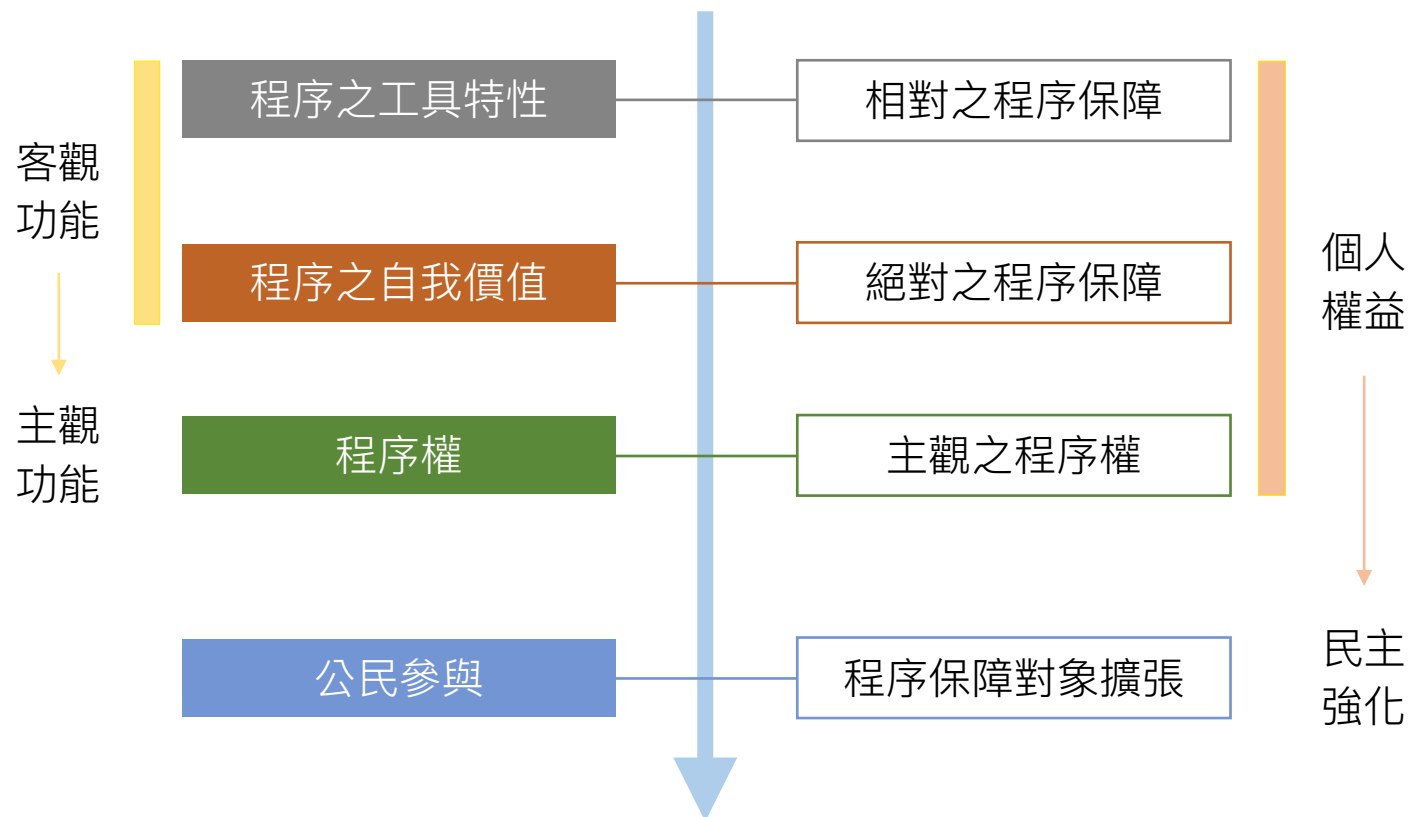 程序之工具特性
相對之程序保障
客觀
功能
程序之自我價值
絕對之程序保障
個人
權益
主觀
功能
程序權
主觀之程序權
公民參與
程序保障對象擴張
民主
強化